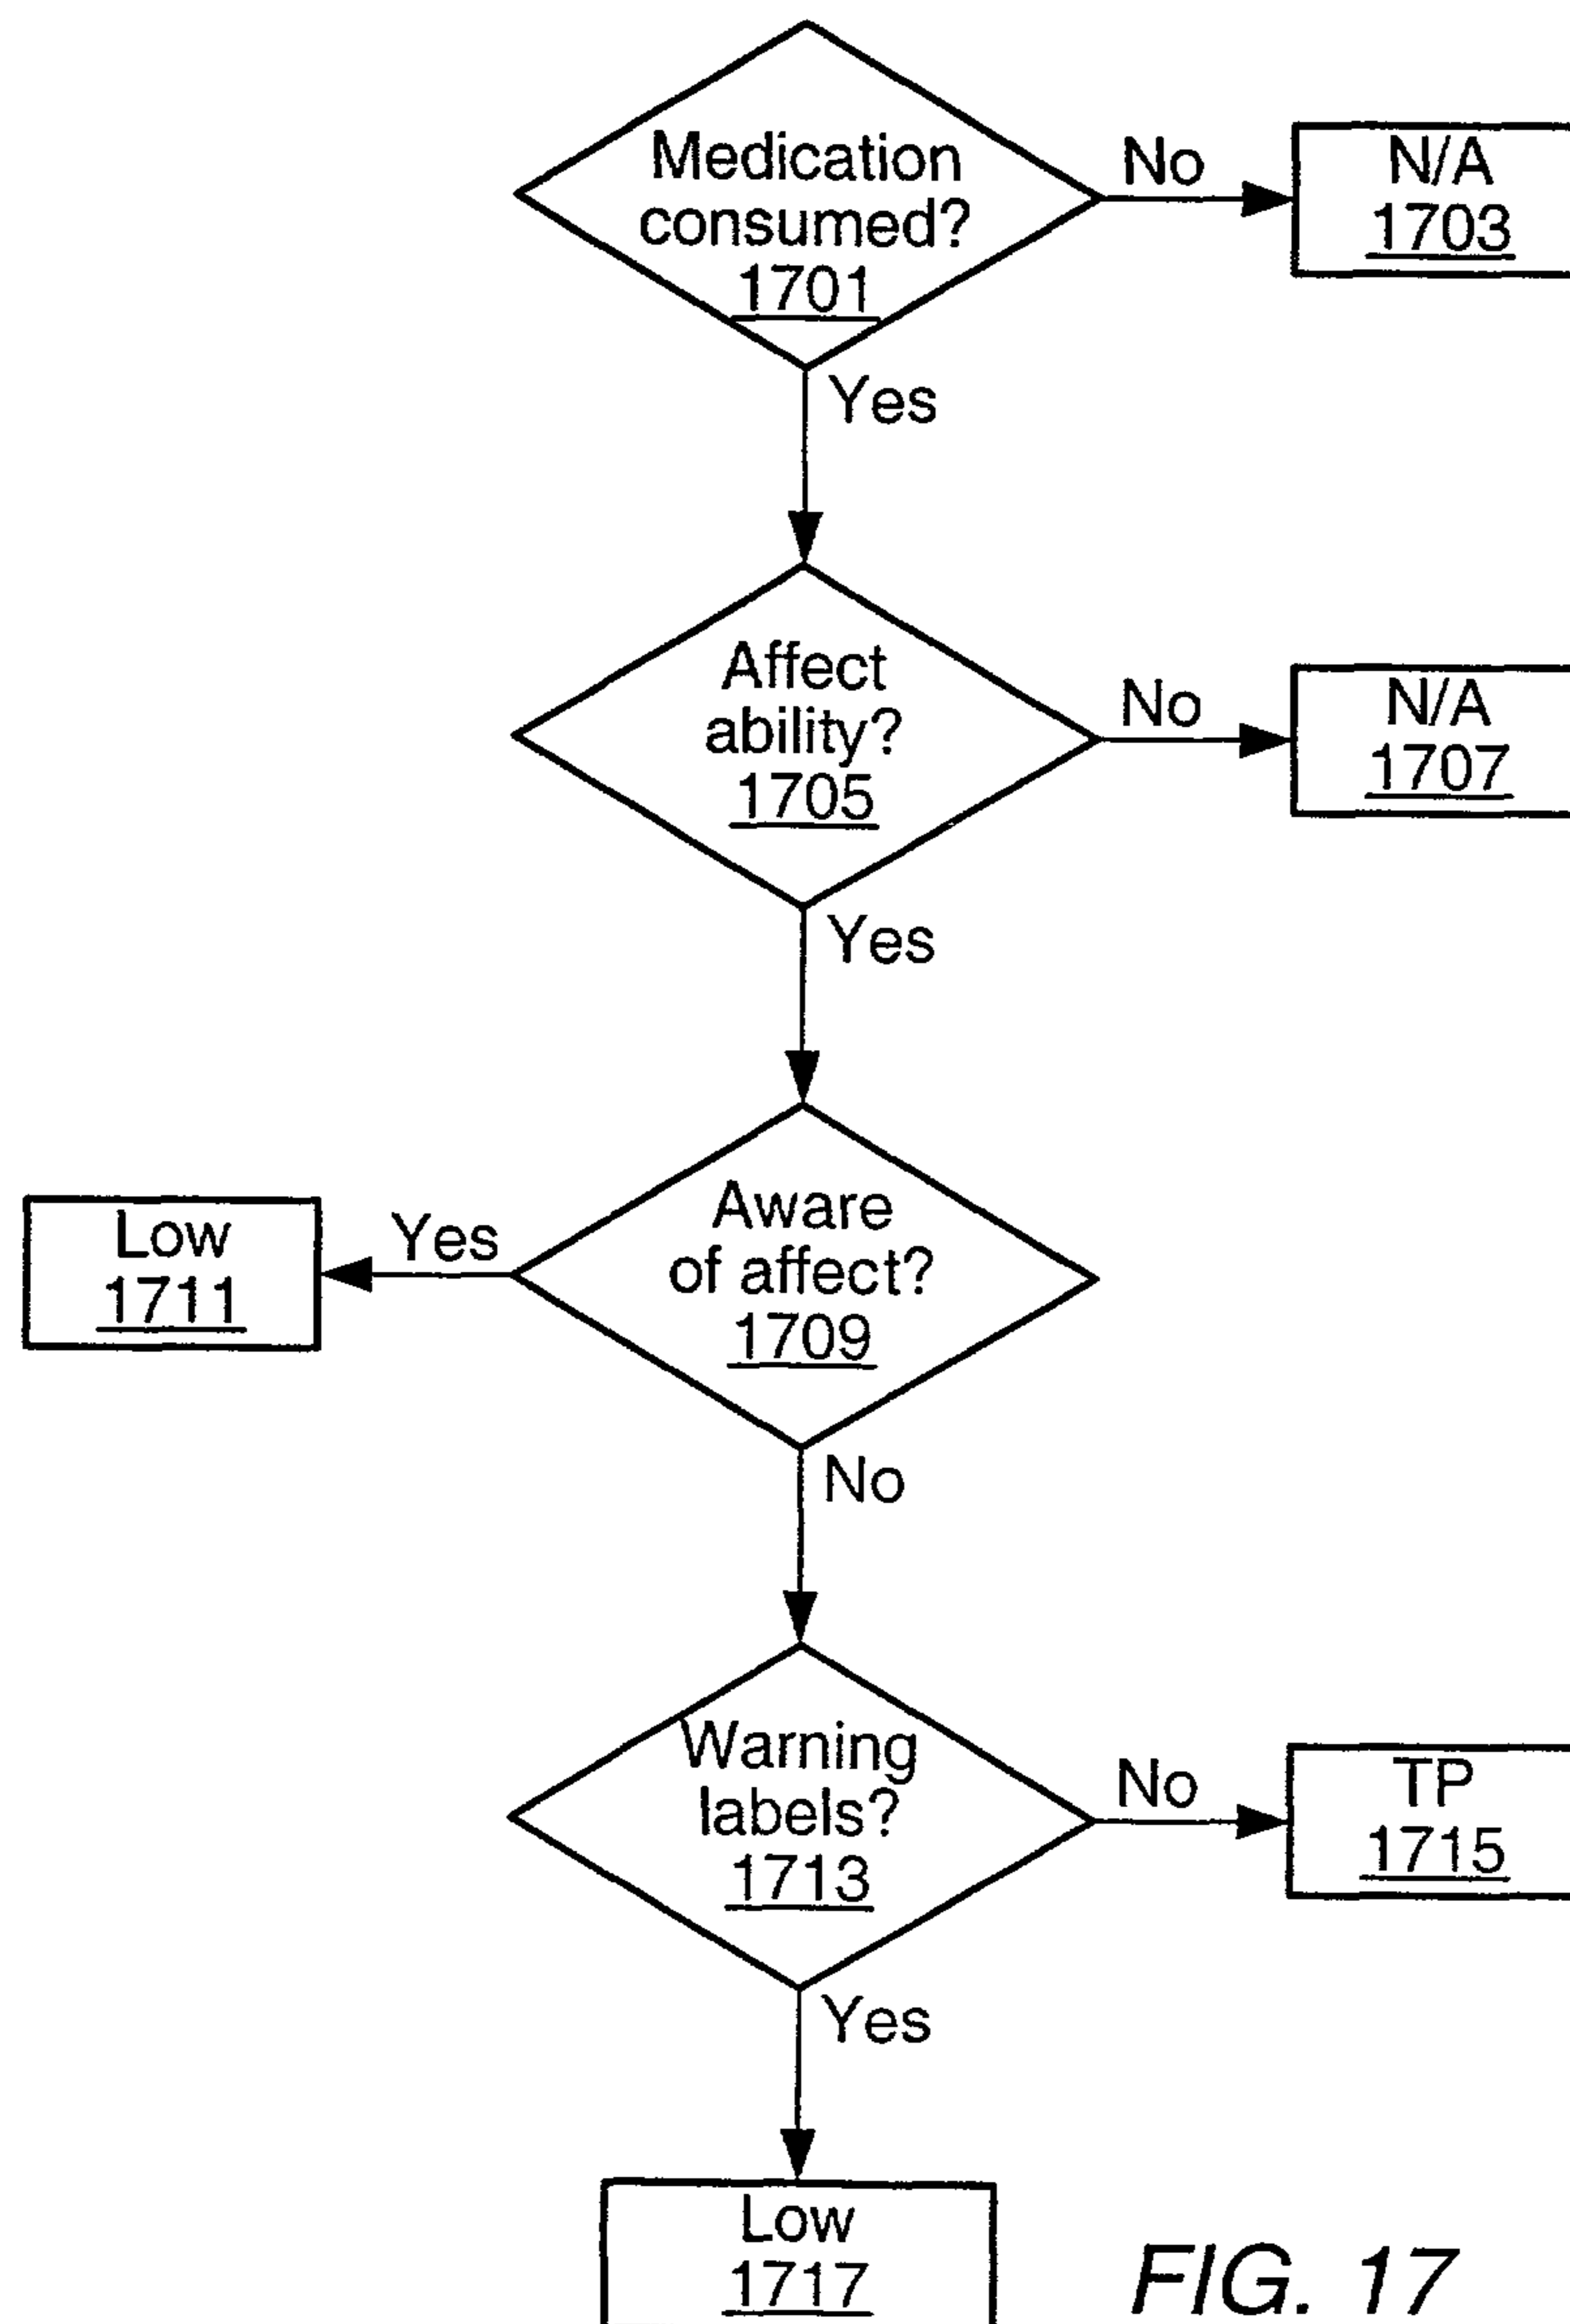 Medication
consumed?
1701
No
N/A
1703
Yes
Affect
ability?
1705
No
N/A
1707
Yes
Aware
of affect?
1709
Yes
Low
1711
No
Warning
labels?
1713
No
TP
1715
Yes
Low
1717
FIG. 17